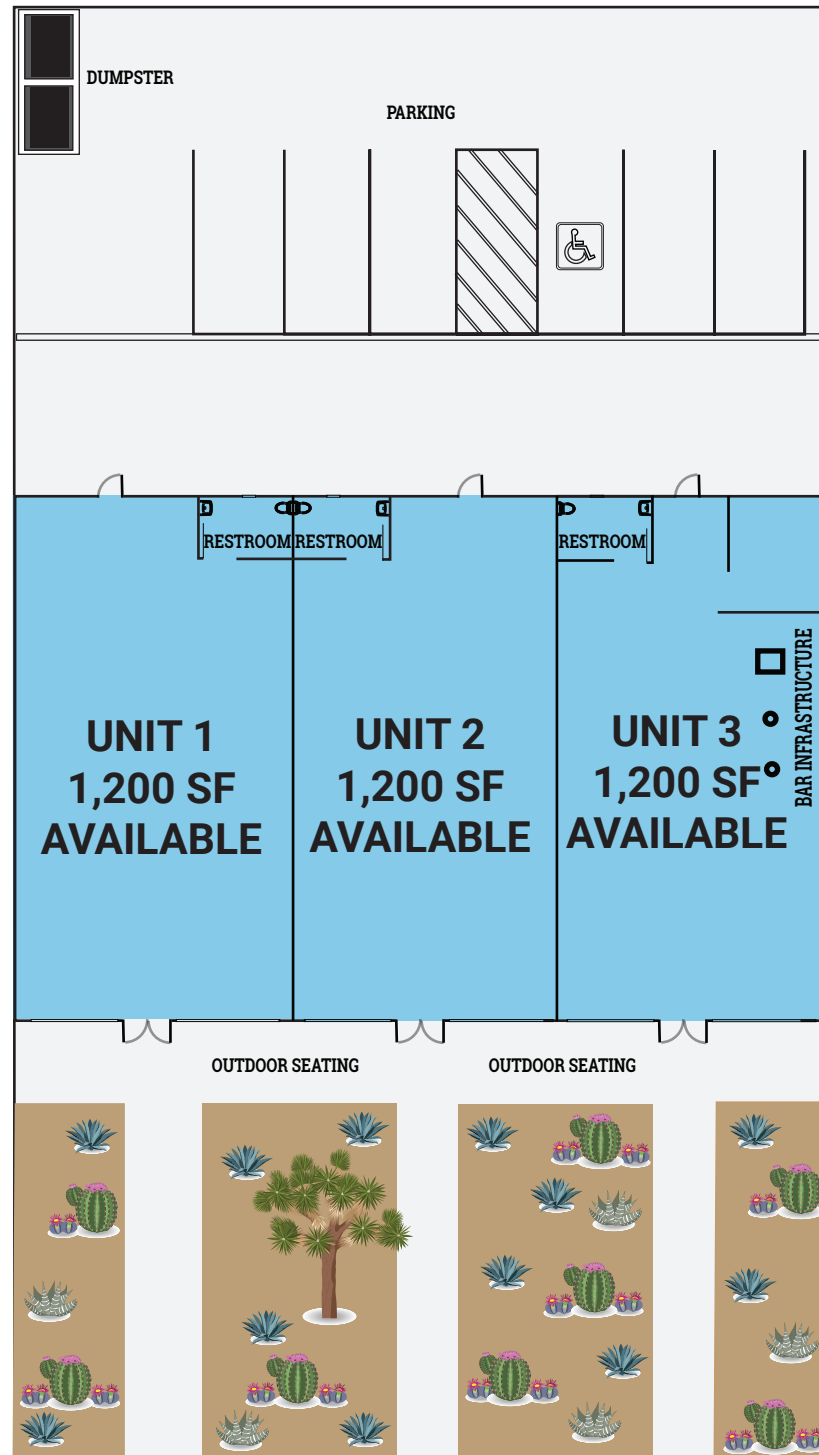 DUMPSTER
PARKING
RESTROOM
RESTROOM
RESTROOM
UNIT 1
1,200 SF
AVAILABLE
UNIT 2
1,200 SF
AVAILABLE
UNIT 3
1,200 SF
AVAILABLE
BAR INFRASTRUCTURE
OUTDOOR SEATING
OUTDOOR SEATING